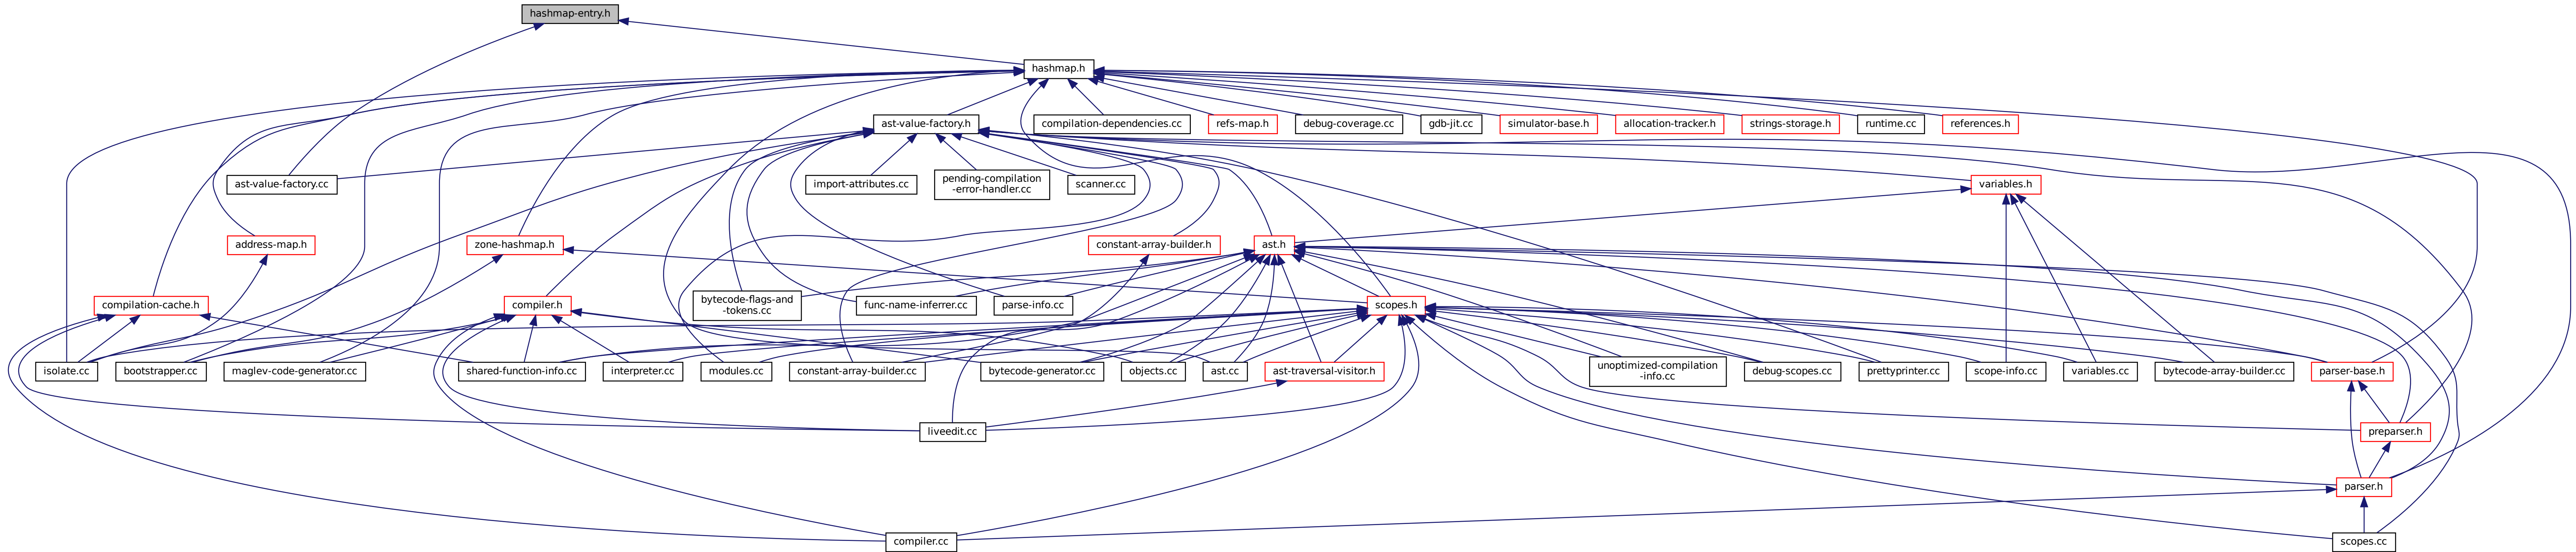 hashmap-entry.h
hashmap.h
ast-value-factory.h
compilation-dependencies.cc
refs-map.h
debug-coverage.cc
gdb-jit.cc
simulator-base.h
allocation-tracker.h
strings-storage.h
runtime.cc
references.h
ast-value-factory.cc
import-attributes.cc
pending-compilation
-error-handler.cc
scanner.cc
variables.h
address-map.h
zone-hashmap.h
constant-array-builder.h
ast.h
compilation-cache.h
compiler.h
bytecode-flags-and
-tokens.cc
func-name-inferrer.cc
parse-info.cc
scopes.h
isolate.cc
bootstrapper.cc
maglev-code-generator.cc
shared-function-info.cc
interpreter.cc
modules.cc
constant-array-builder.cc
bytecode-generator.cc
objects.cc
ast.cc
ast-traversal-visitor.h
unoptimized-compilation
-info.cc
debug-scopes.cc
prettyprinter.cc
scope-info.cc
variables.cc
bytecode-array-builder.cc
parser-base.h
liveedit.cc
preparser.h
parser.h
compiler.cc
scopes.cc